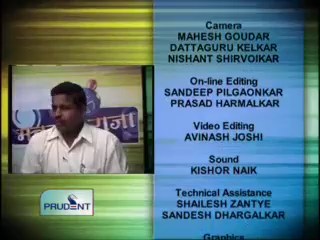 Camera
MAHESH GOUDAR
DATTAGURU KELKAR
NISHANT SHIRVOIKAR
On-line Editing
SANDEEP PILGAONKAR
PRASAD HARMALKAR
Video Editing
AVINASH JOSHI
Sound
KISHOR NAIK
Technical Assistance
SHAILESH ZANTYE
SANDESH DHARGALKAR
Graphics
PRUDENT